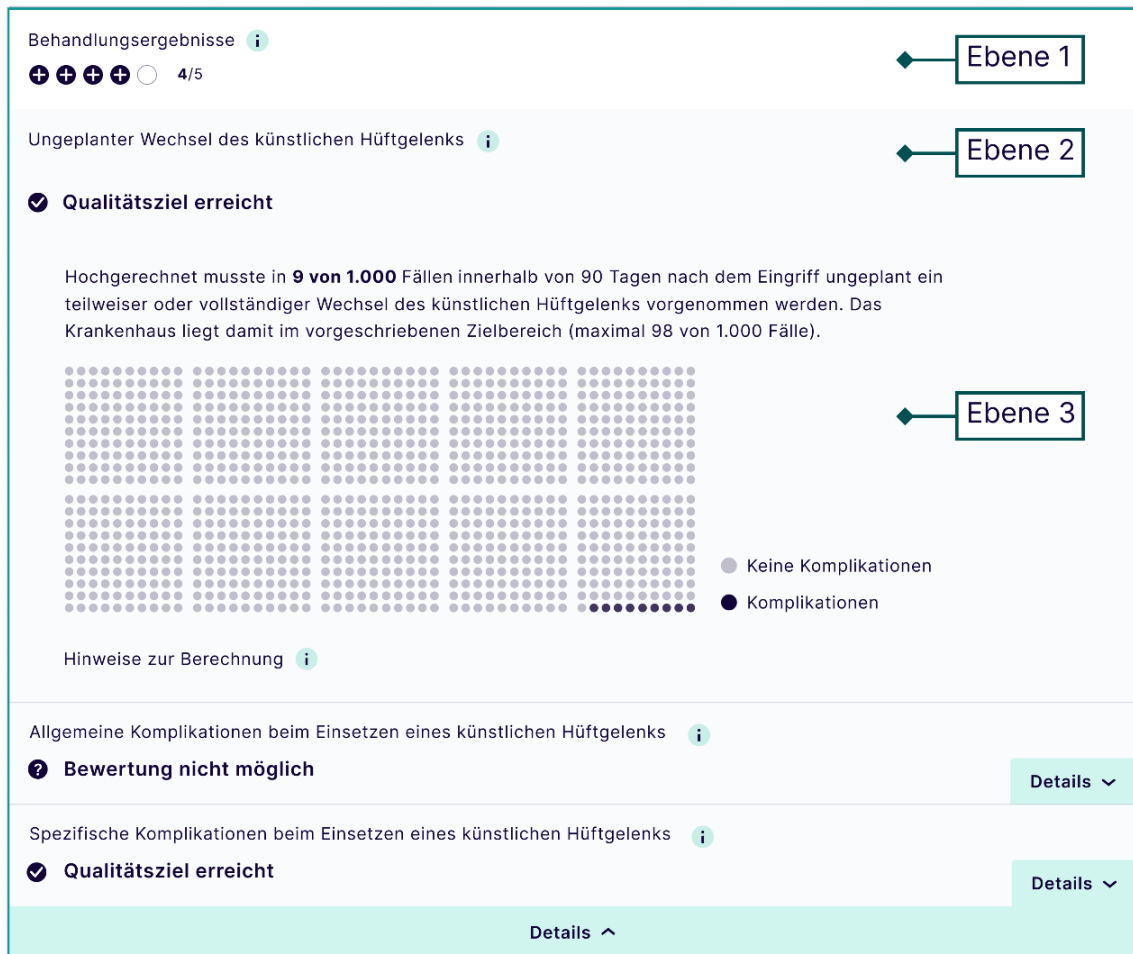 Behandlungsergebnisse i
4/5
Ebene 1
Ungeplanter Wechsel des künstlichen Hüftgelenks i
Ebene 2
Qualitätsziel erreicht
Hochgerechnet musste in 9 von 1.000 Fällen innerhalb von 90 Tagen nach dem Eingriff ungeplant ein
teilweiser oder vollständiger Wechsel des künstlichen Hüftgelenks vorgenommen werden. Das
Krankenhaus liegt damit im vorgeschriebenen Zielbereich (maximal 98 von 1.000 Fälle).
Ebene 3
Keine Komplikationen
Komplikationen
Hinweise zur Berechnung i
Allgemeine Komplikationen beim Einsetzen eines künstlichen Hüftgelenks i
? Bewertung nicht möglich
Details
Spezifische Komplikationen beim Einsetzen eines künstlichen Hüftgelenks i
Qualitätsziel erreicht
Details
Details